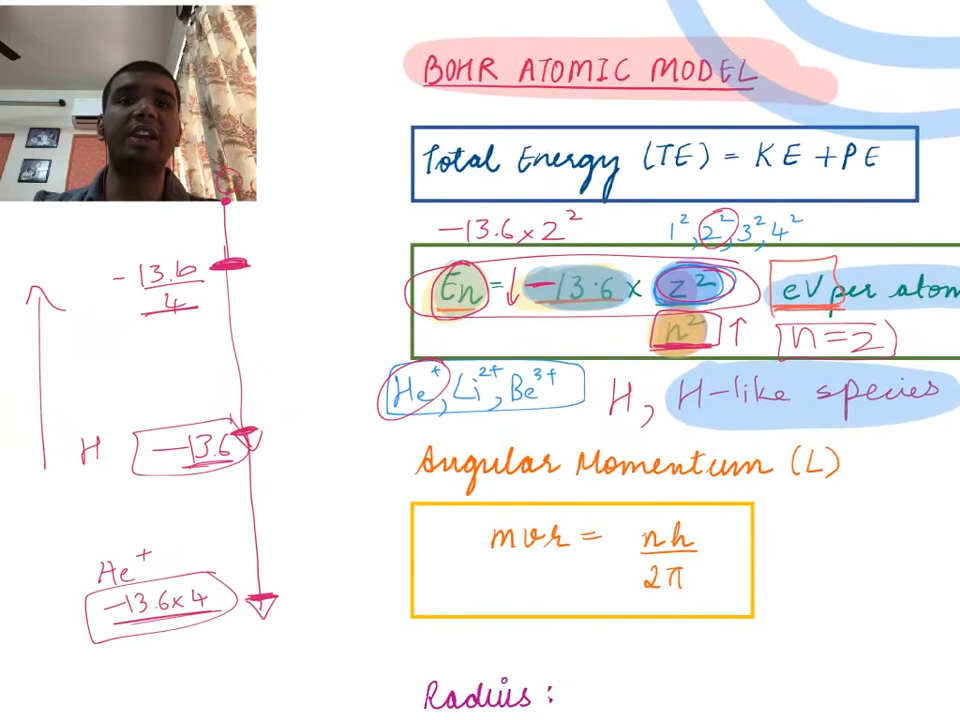 BOHR ATOMIC MODEL
Total Energy (TE) = KE + PE
-13.6 x 2²
1², 2², 3², 4²
En = ↓ -13.6 x z² / n² ↑ eV per atom
n=2
He⁺, Li²⁺, Be³⁺
H, H-like species
Angular Momentum (L)
mvr = nh / 2π
Radius :
-13.6 / 4
H -13.6
He⁺
-13.6 x 4